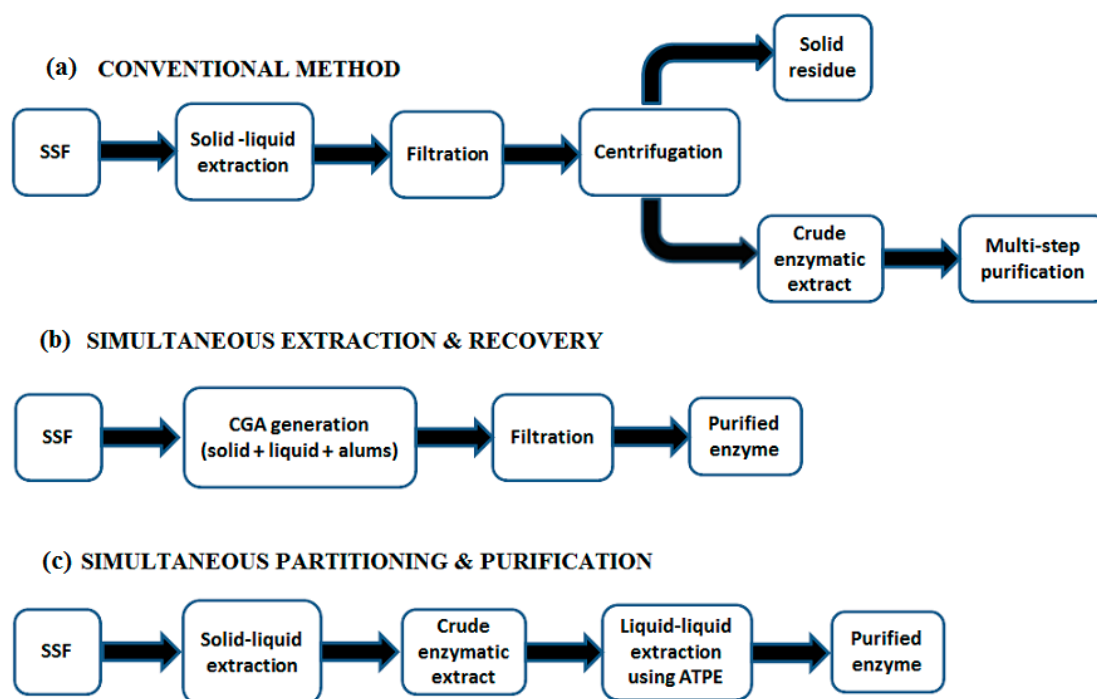 (a) CONVENTIONAL METHOD
Solid
residue
SSF
Solid -liquid
extraction
Filtration
Centrifugation
Crude
enzymatic
extract
Multi-step
purification
(b) SIMULTANEOUS EXTRACTION & RECOVERY
SSF
CGA generation
(solid + liquid + alums)
Filtration
Purified
enzyme
(c) SIMULTANEOUS PARTITIONING & PURIFICATION
SSF
Solid-liquid
extraction
Crude
enzymatic
extract
Liquid-liquid
extraction
using ATPE
Purified
enzyme